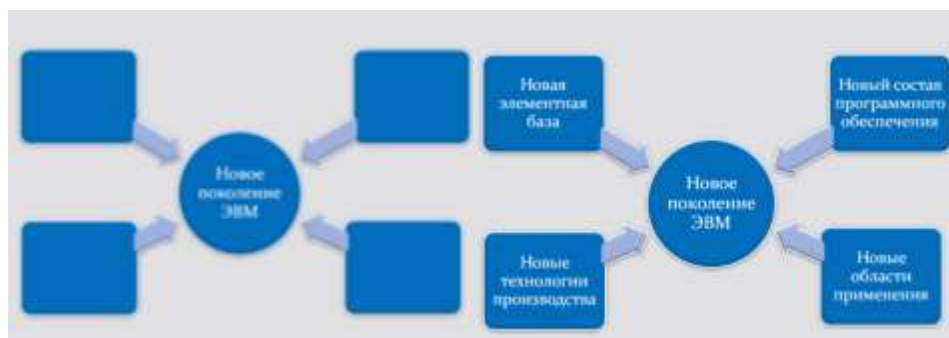 Новое
поколение
ЭВМ
Новая
элементная
база
Новый состав
программного
обеспечения
Новое
поколение
ЭВМ
Новые
технологии
производства
Новые
области
применения